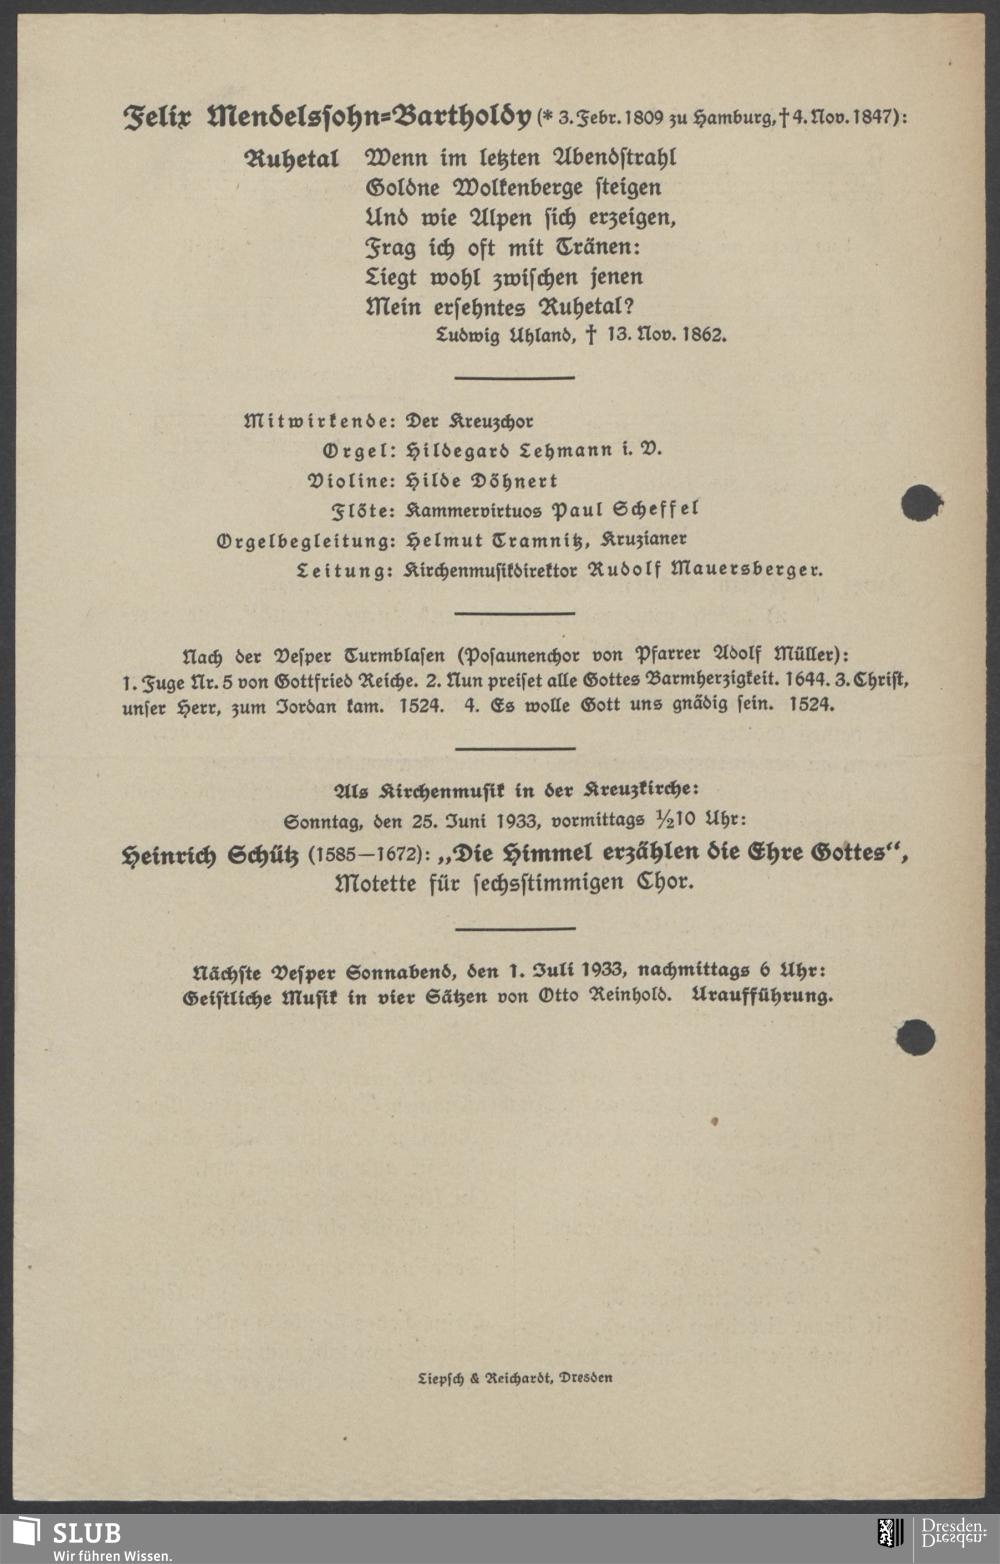 Felix Mendelssohn=Bartholdy (* 3. Febr. 1809 zu Hamburg, † 4. Nov. 1847):
Ruhetal Wenn im letzten Abendstrahl
Goldne Wolkenberge steigen
Und wie Alpen sich erzeigen,
Frag ich oft mit Tränen:
Liegt wohl zwischen jenen
Mein ersehntes Ruhetal?
Ludwig Uhland, † 13. Nov. 1862.
Mitwirkende: Der Kreuzchor
Orgel: Hildegard Lehmann i. V.
Violine: Hilde Döhnert
Flöte: Kammervirtuos Paul Scheffel
Orgelbegleitung: Helmut Tramnitz, Kruzianer
Leitung: Kirchenmusikdirektor Rudolf Mauersberger.
Nach der Vesper Turmblasen (Posaunenchor von Pfarrer Adolf Müller):
1. Fuge Nr. 5 von Gottfried Reiche. 2. Nun preiset alle Gottes Barmherzigkeit. 1644. 3. Christ,
unser Herr, zum Jordan kam. 1524. 4. Es wolle Gott uns gnädig sein. 1524.
Als Kirchenmusik in der Kreuzkirche:
Sonntag, den 25. Juni 1933, vormittags ½10 Uhr:
Heinrich Schütz (1585—1672): „Die Himmel erzählen die Ehre Gottes“,
Motette für sechsstimmigen Chor.
Nächste Vesper Sonnabend, den 1. Juli 1933, nachmittags 6 Uhr:
Geistliche Musik in vier Sätzen von Otto Reinhold. Uraufführung.
Liepsch & Reichardt, Dresden
SLUB
Wir führen Wissen.
Dresden.
Dresden.